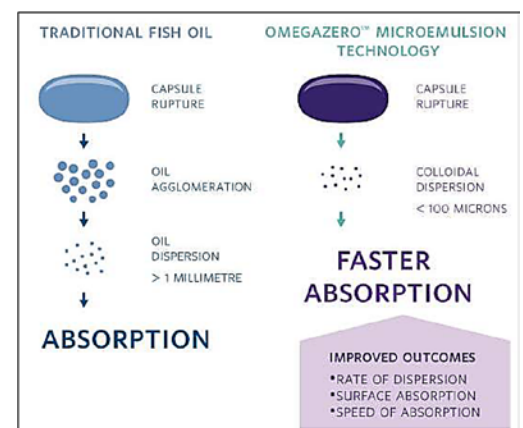 TRADITIONAL FISH OIL
CAPSULE
RUPTURE
OIL
AGGLOMERATION
OIL
DISPERSION
> 1 MILLIMETRE
ABSORPTION
OMEGAZERO™ MICROEMULSION
TECHNOLOGY
CAPSULE
RUPTURE
COLLOIDAL
DISPERSION
< 100 MICRONS
FASTER
ABSORPTION
IMPROVED OUTCOMES
•RATE OF DISPERSION
•SURFACE ABSORPTION
•SPEED OF ABSORPTION